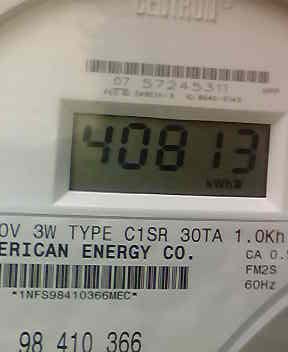 CENTRON
07 57245311
40813
kWh
0V 3W TYPE C1SR 30TA 1.0Kh
ERICAN ENERGY CO.
CA 0.
FM2S
60Hz
*1NFS98410366MEC*
98 410 366